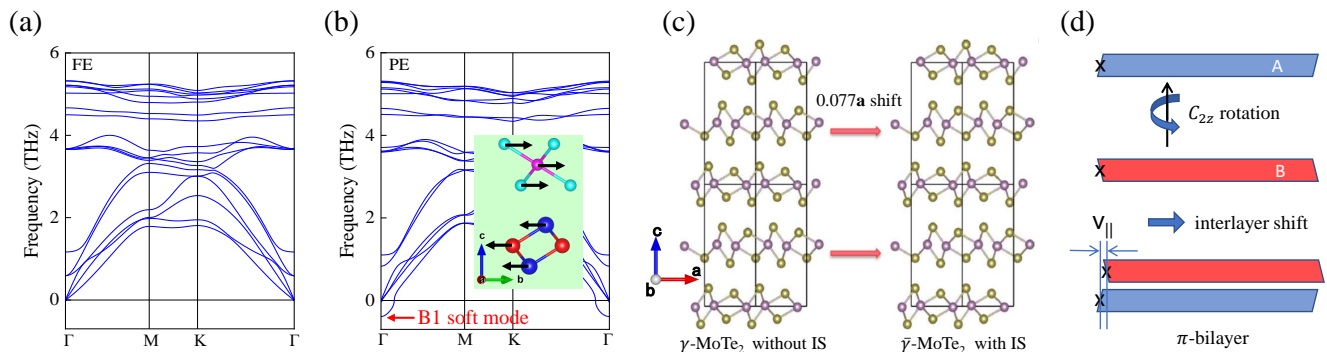 (a)
FE
Frequency (THz)
6
4
2
0
Γ
M
K
Γ
(b)
PE
Frequency (THz)
6
4
2
0
c
a
b
B1 soft mode
Γ
M
K
Γ
(c)
0.077a shift
c
b
a
γ-MoTe2 without IS
γ̄-MoTe2 with IS
(d)
X
A
C2z rotation
X
B
V||
interlayer shift
X
X
π-bilayer